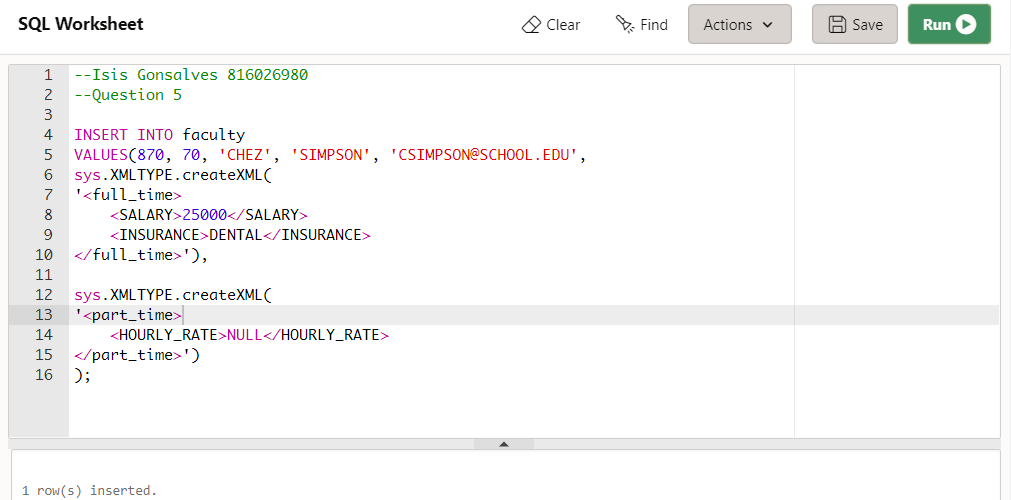 SQL Worksheet Clear Find Actions Save Run
1 --Isis Gonsalves 816026980
2 --Question 5
3
4 INSERT INTO faculty
5 VALUES(870, 70, 'CHEZ', 'SIMPSON', 'CSIMPSON@SCHOOL.EDU',
6 sys.XMLTYPE.createXML(
7 '<full_time>
8 <SALARY>25000</SALARY>
9 <INSURANCE>DENTAL</INSURANCE>
10 </full_time>'),
11
12 sys.XMLTYPE.createXML(
13 '<part_time>
14 <HOURLY_RATE>NULL</HOURLY_RATE>
15 </part_time>')
16 );
1 row(s) inserted.